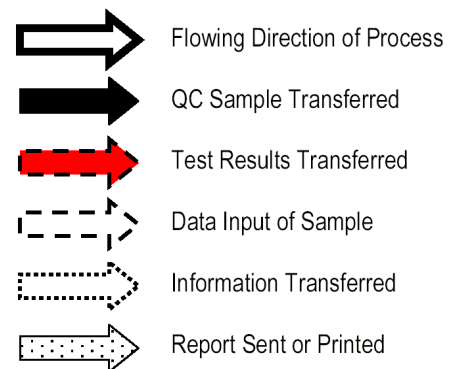 Flowing Direction of Process
QC Sample Transferred
Test Results Transferred
Data Input of Sample
Information Transferred
Report Sent or Printed